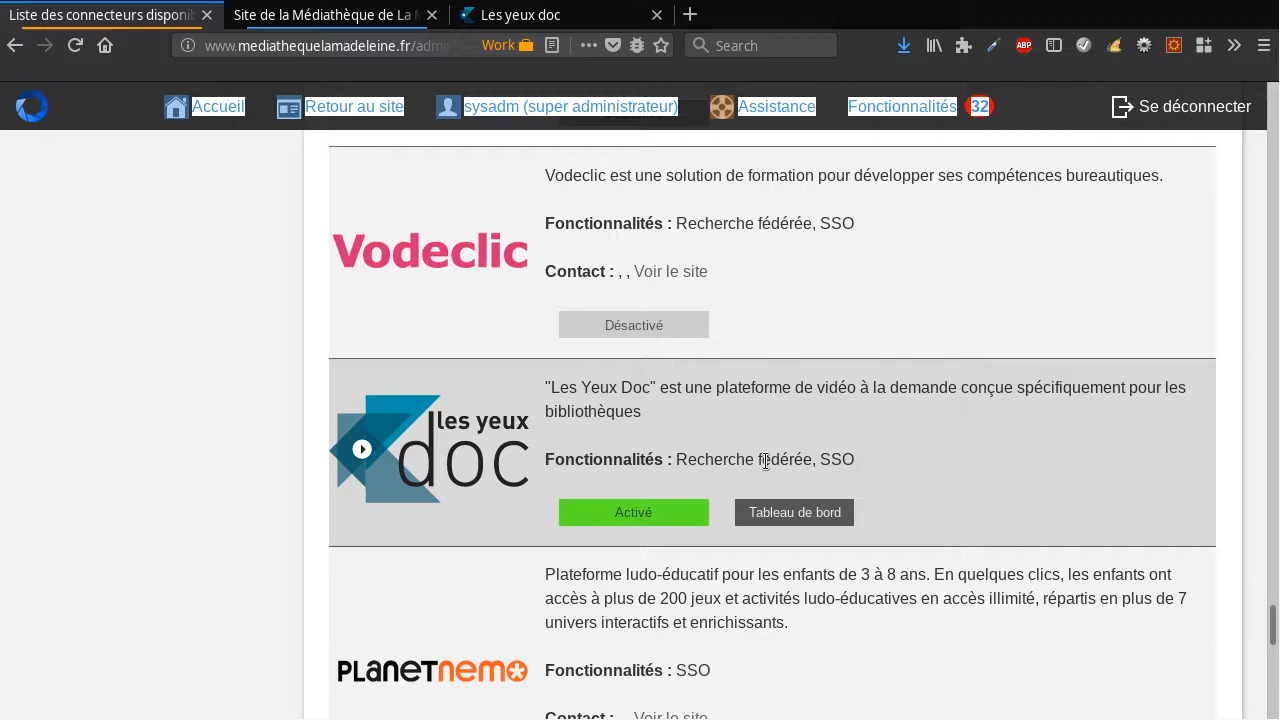 Liste des connecteurs disponib
Site de la Médiathèque de La M
Les yeux doc
www.mediathequelamadeleine.fr/adm
Work
Search
ABP
Accueil
Retour au site
sysadm (super administrateur)
Assistance
Fonctionnalités
32
Se déconnecter
Vodeclic est une solution de formation pour développer ses compétences bureautiques.
Fonctionnalités : Recherche fédérée, SSO
Vodeclic
Contact : , , Voir le site
Désactivé
"Les Yeux Doc" est une plateforme de vidéo à la demande conçue spécifiquement pour les
bibliothèques
les yeux
doc
Fonctionnalités : Recherche fédérée, SSO
Activé
Tableau de bord
Plateforme ludo-éducatif pour les enfants de 3 à 8 ans. En quelques clics, les enfants ont
accès à plus de 200 jeux et activités ludo-éducatives en accès illimité, répartis en plus de 7
univers interactifs et enrichissants.
PLANETNEMO
Fonctionnalités : SSO
Contact : , , Voir le site